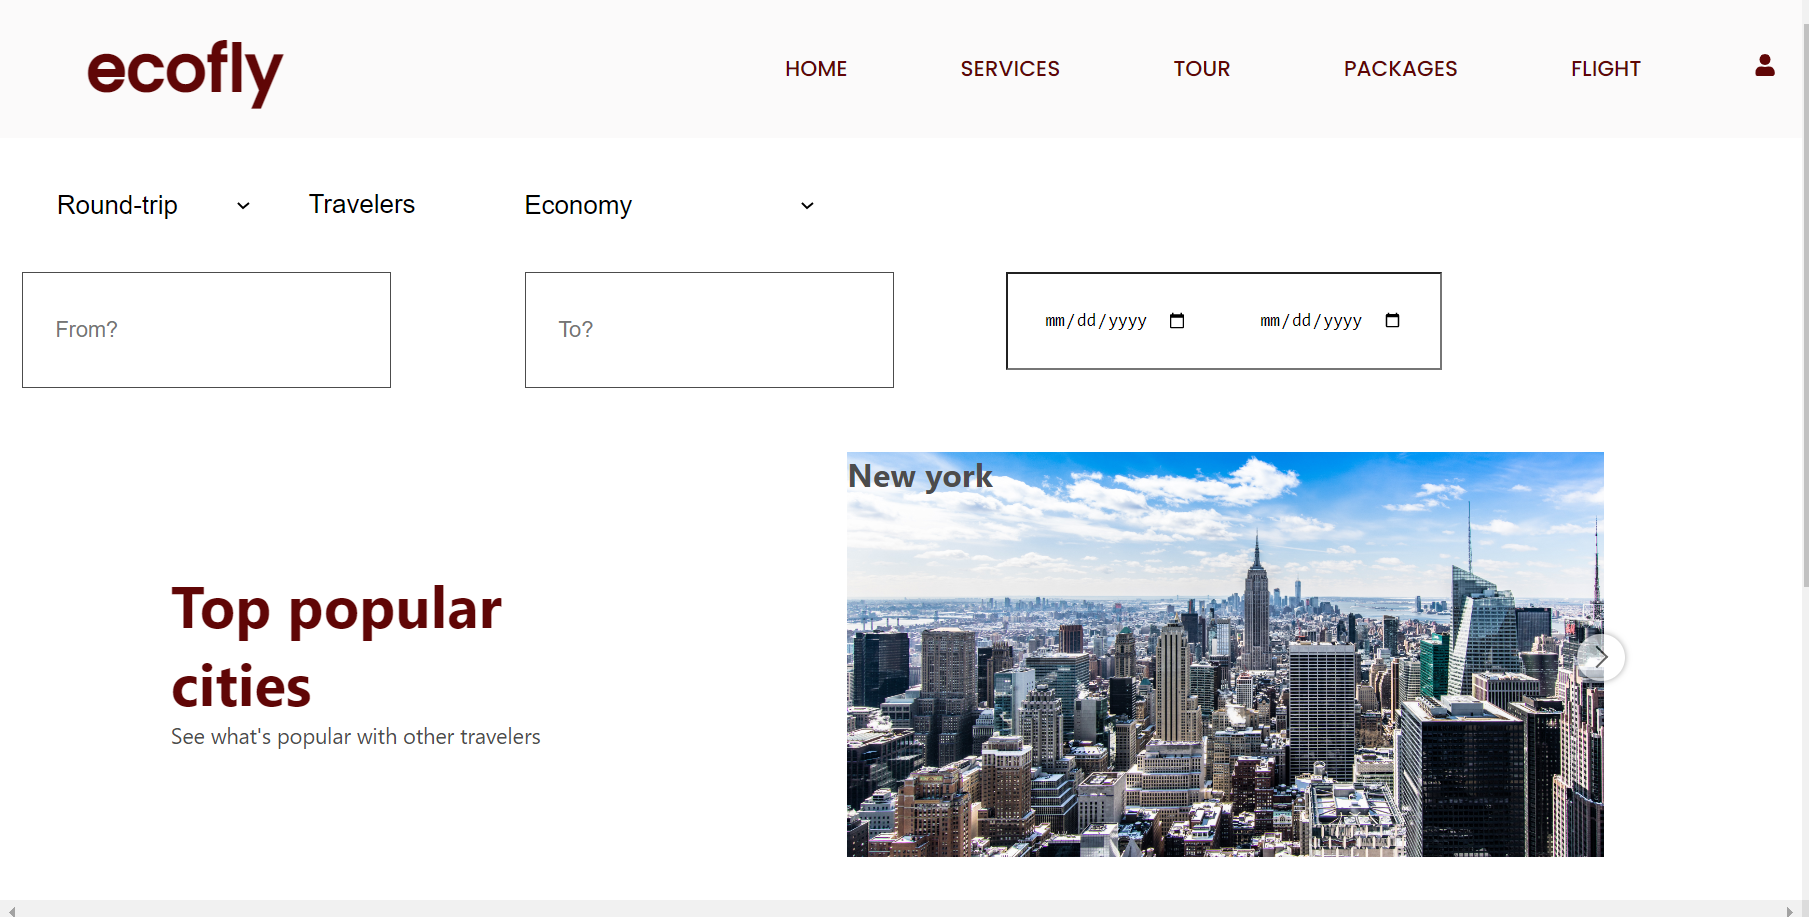 ecofly
HOME SERVICES TOUR PACKAGES FLIGHT
Round-trip Travelers Economy
From? To? mm/dd/yyyy mm/dd/yyyy
New york
Top popular
cities
See what's popular with other travelers